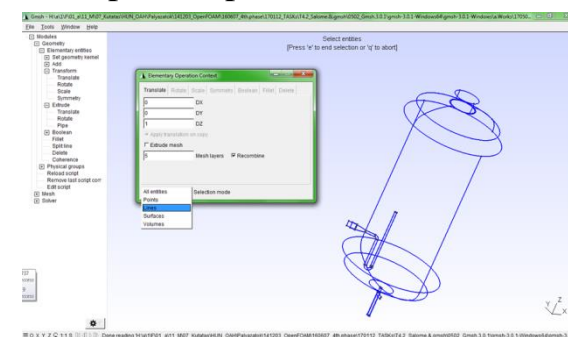 File Tools Window Help
Modules
Geometry
Elementary entities
Set geometry kernel
Add
Transform
Translate
Rotate
Scale
Symmetry
Extrude
Translate
Rotate
Pipe
Boolean
Fillet
Split line
Delete
Coherence
Physical groups
Reload script
Remove last script com
Edit script
Mesh
Solver
Select entities
[Press 'e' to end selection or 'q' to abort]
Elementary Operation Context
Translate Rotate Scale Symmetry Boolean Fillet Delete
0 DX
0 DY
1 DZ
Apply translation on copy
Extrude mesh
5 Mesh layers Recombine
All entities Selection mode
Points
Lines
Surfaces
Volumes
Z
Y X